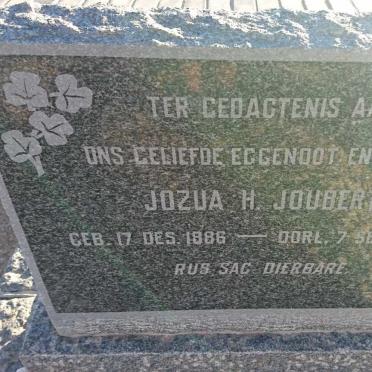 TER GEDAGTENIS A
ONS GELIEFDE EGGENOOT EN
JOZUA H. JOUBER
GEB. 17 DES. 1886 — OORL. 7 S
RUS SAG DIERBARE